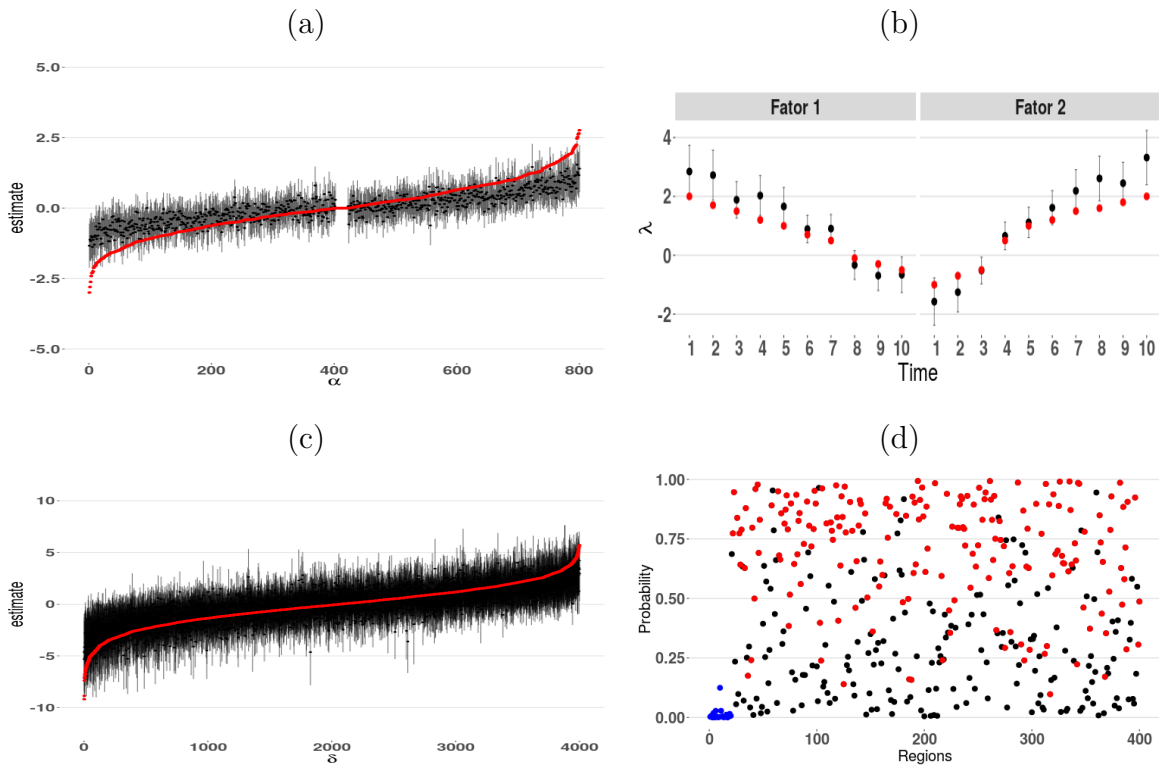 (a)
5.0
2.5
0.0
-2.5
-5.0
estimate
0
200
400
600
800
α
(b)
Fator 1
Fator 2
4
2
0
-2
λ
1 2 3 4 5 6 7 8 9 10
1 2 3 4 5 6 7 8 9 10
Time
(c)
10
5
0
-5
-10
estimate
0
1000
2000
3000
4000
δ
(d)
1.00
0.75
0.50
0.25
0.00
Probability
0
100
200
300
400
Regions